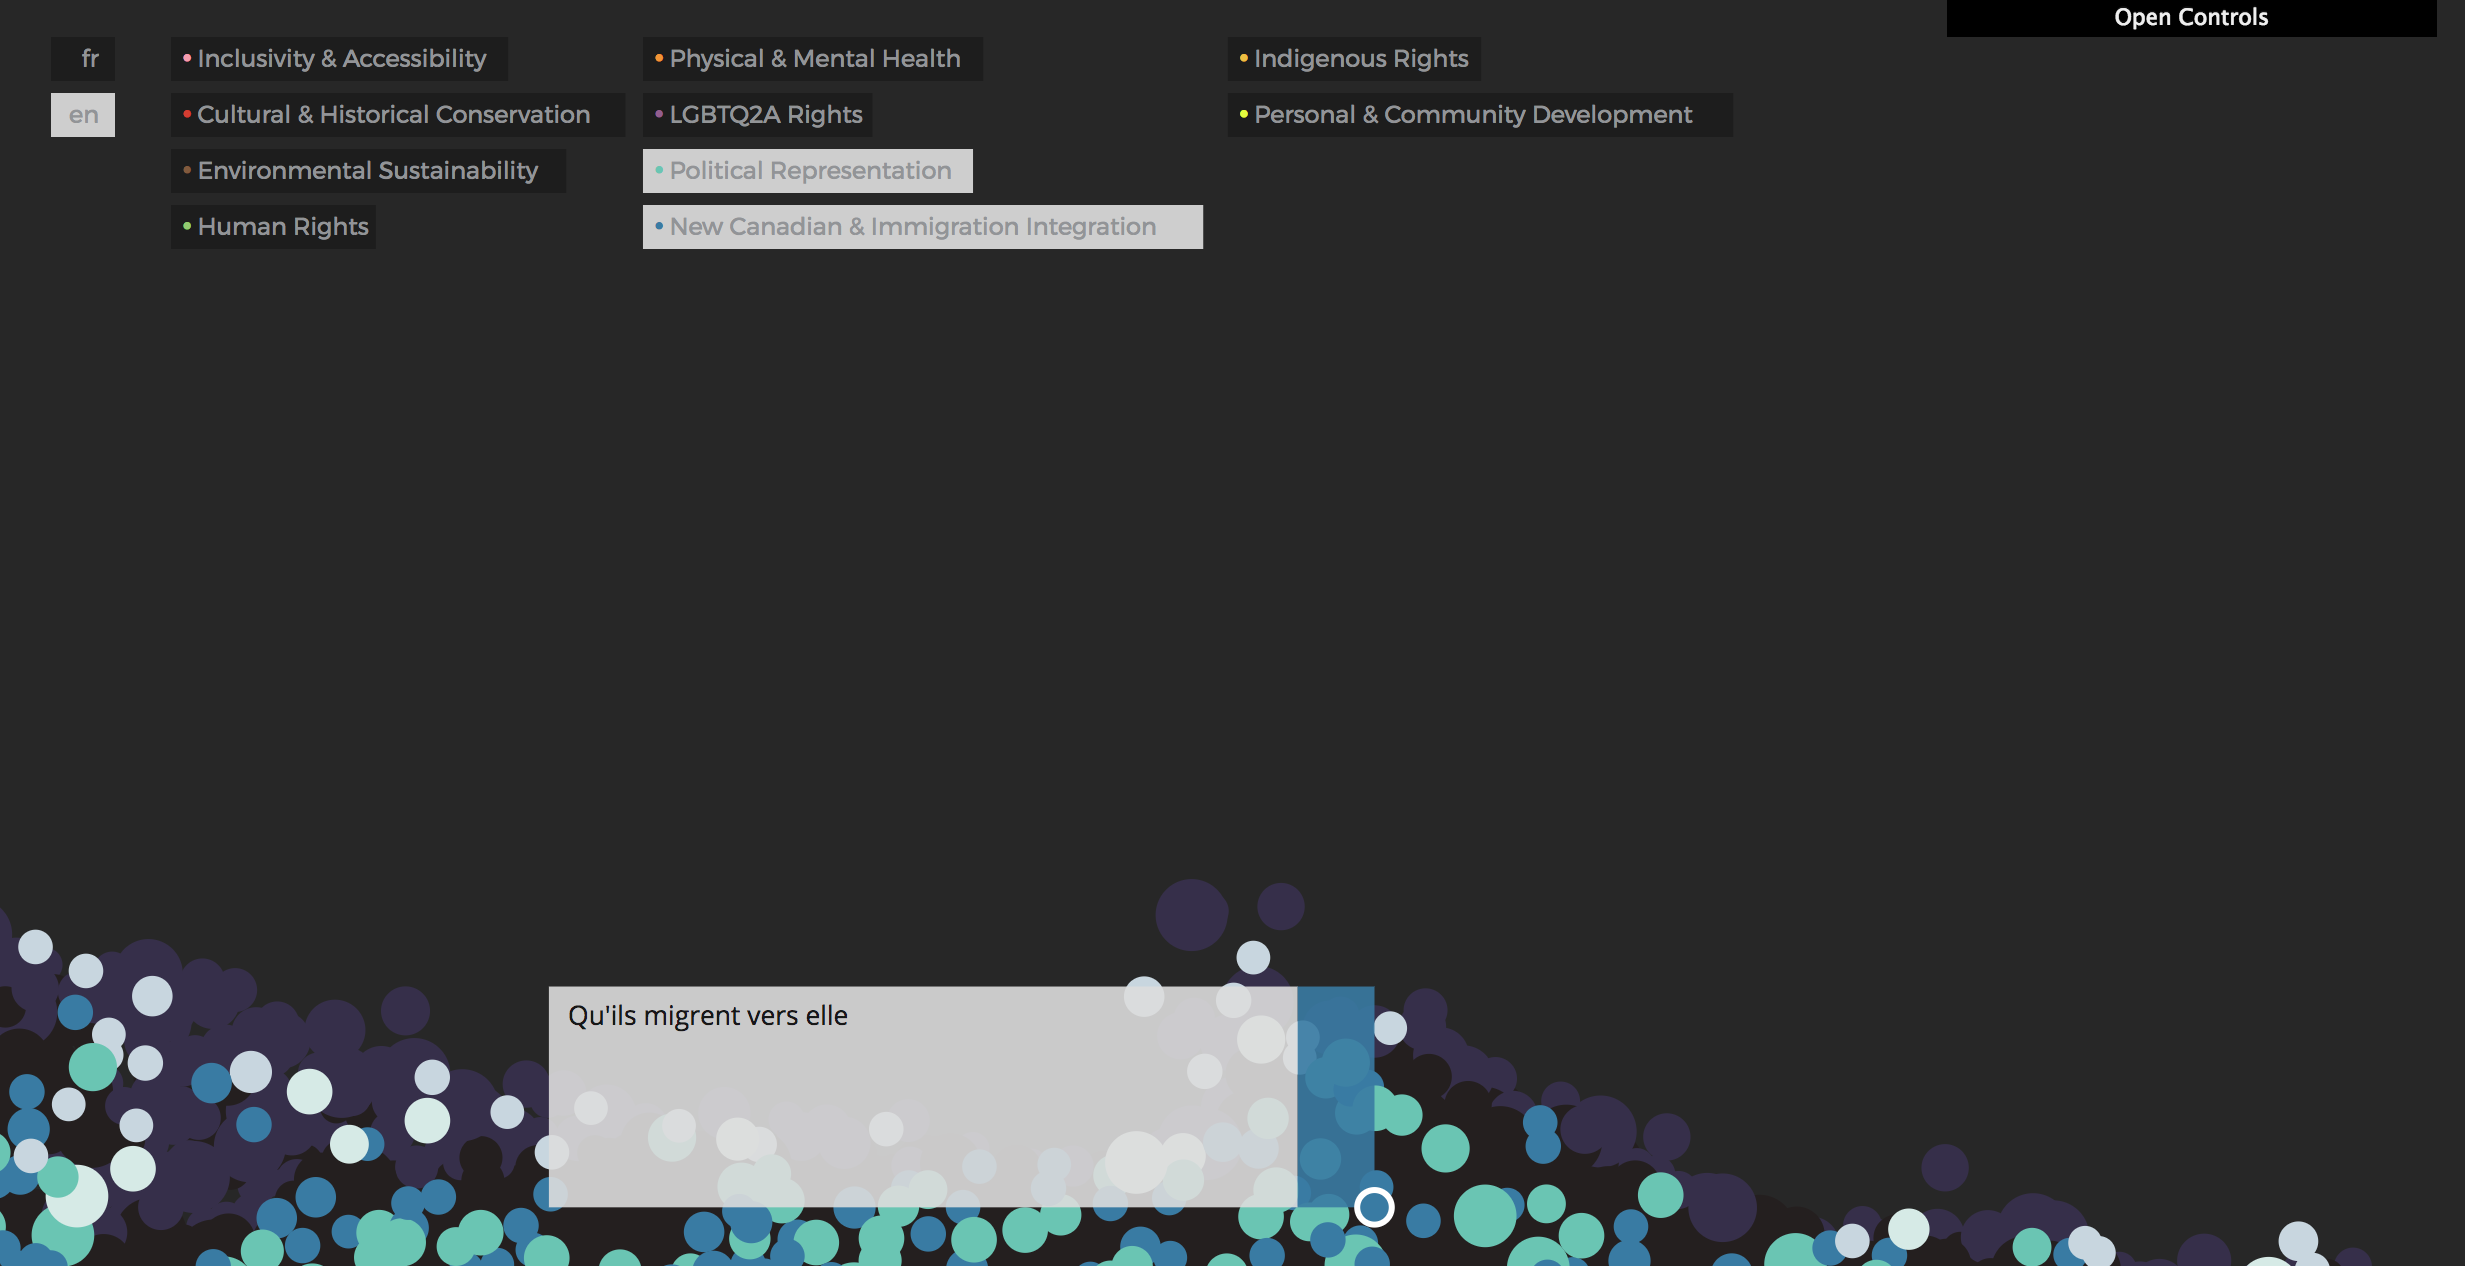 Open Controls
fr
en
Inclusivity & Accessibility
Cultural & Historical Conservation
Environmental Sustainability
Human Rights
Physical & Mental Health
LGBTQ2A Rights
Political Representation
New Canadian & Immigration Integration
Indigenous Rights
Personal & Community Development
Qu'ils migrent vers elle